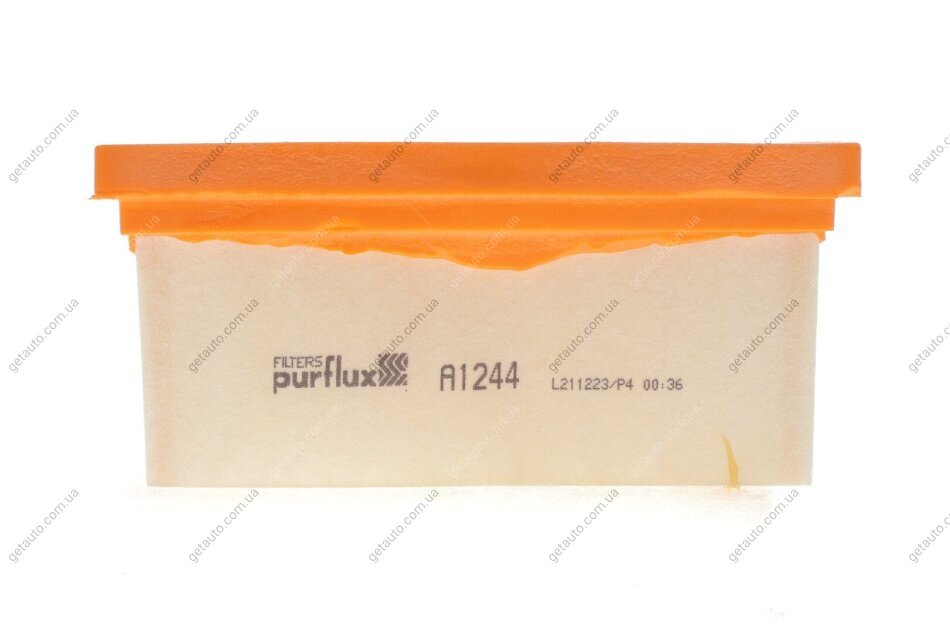 FILTERS
purflux A1244 L211223/P4 00:36
getauto.com.ua